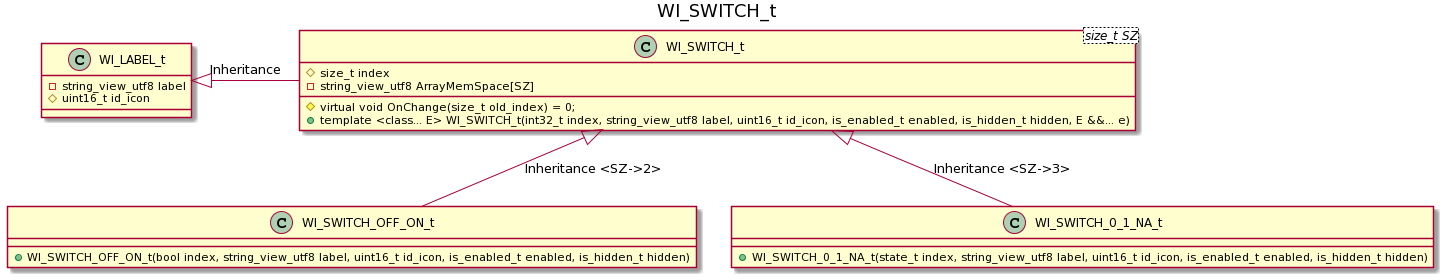 WI_SWITCH_t
C WI_LABEL_t
string_view_utf8 label
uint16_t id_icon
Inheritance
size_t SZ
C WI_SWITCH_t
size_t index
string_view_utf8 ArrayMemSpace[SZ]
virtual void OnChange(size_t old_index) = 0;
template <class... E> WI_SWITCH_t(int32_t index, string_view_utf8 label, uint16_t id_icon, is_enabled_t enabled, is_hidden_t hidden, E &&... e)
Inheritance <SZ->2>
Inheritance <SZ->3>
C WI_SWITCH_OFF_ON_t
WI_SWITCH_OFF_ON_t(bool index, string_view_utf8 label, uint16_t id_icon, is_enabled_t enabled, is_hidden_t hidden)
C WI_SWITCH_0_1_NA_t
WI_SWITCH_0_1_NA_t(state_t index, string_view_utf8 label, uint16_t id_icon, is_enabled_t enabled, is_hidden_t hidden)